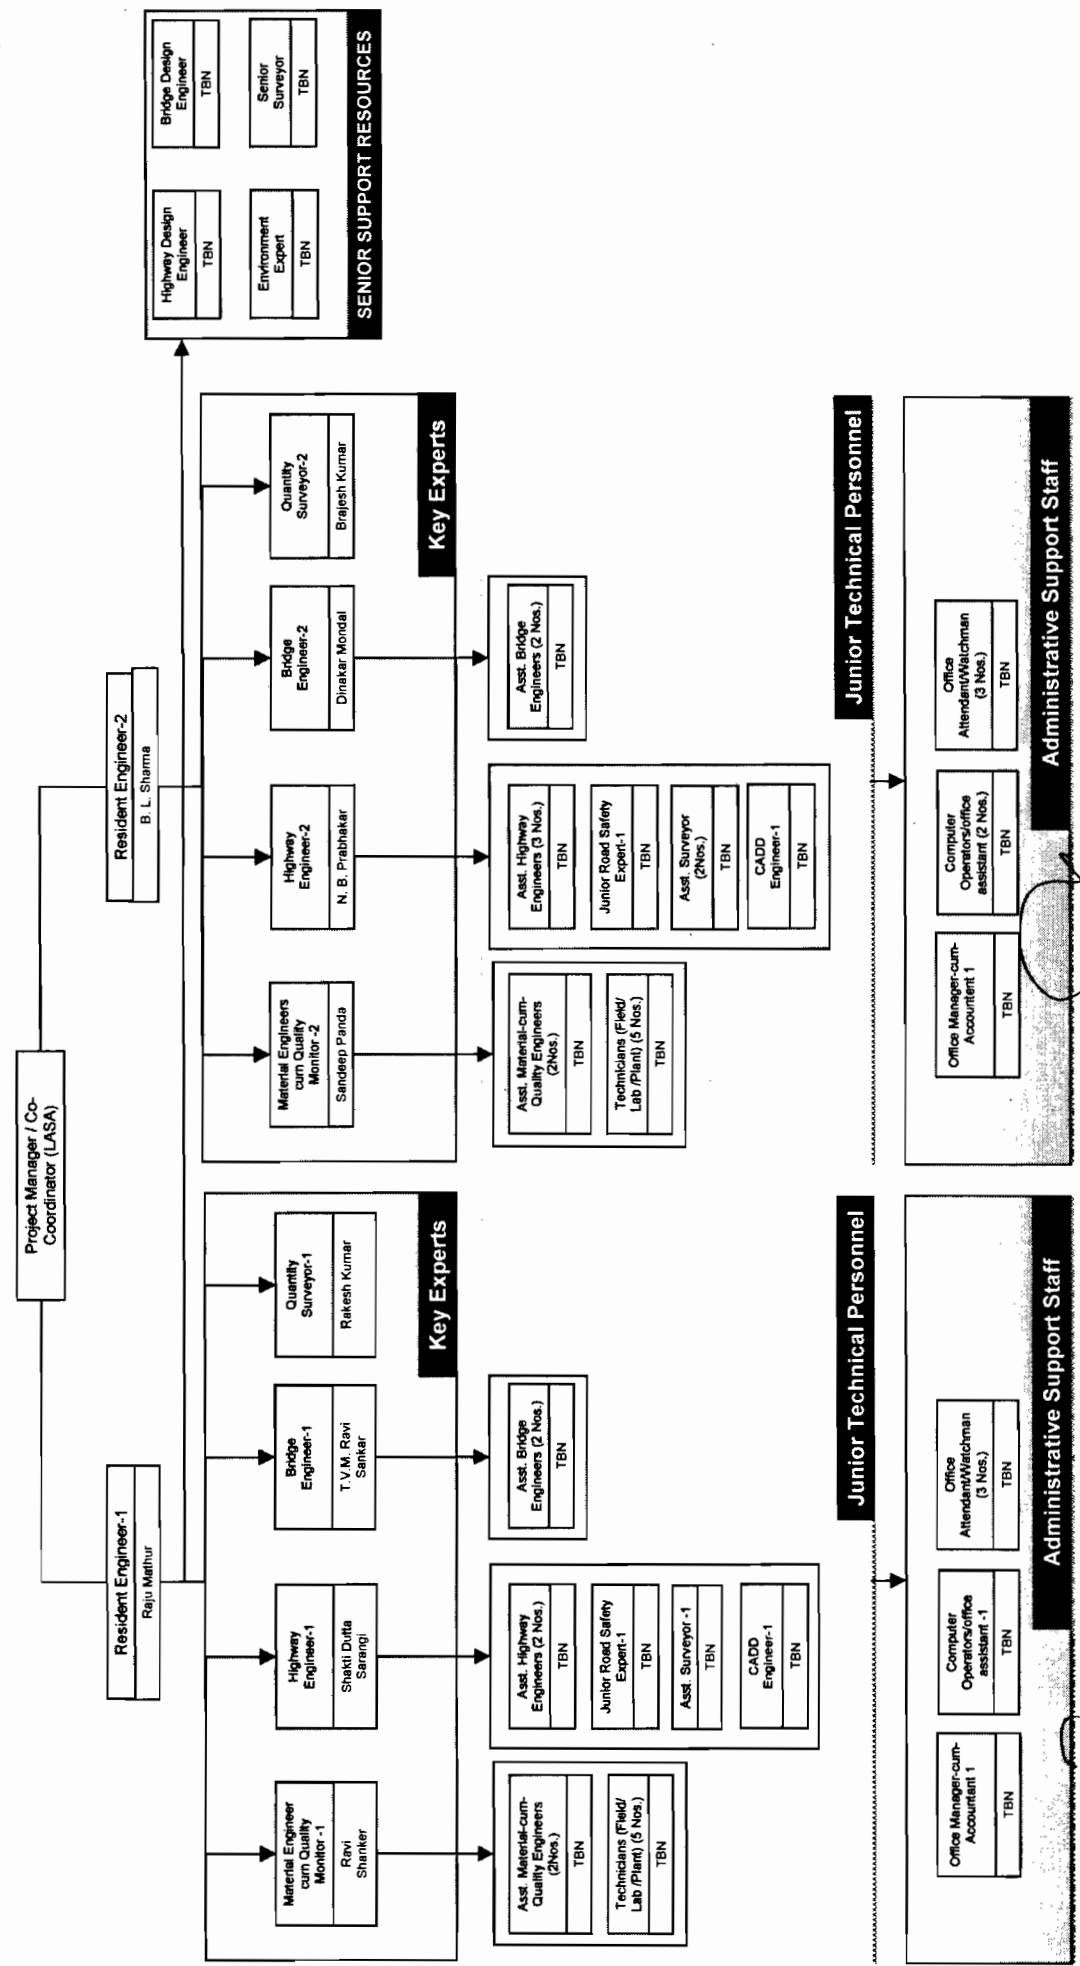 Project Manager / Co-
Coordinator (LASA)
Resident Engineer-1
Raju Mathur
Resident Engineer-2
B. L. Sharma
Material Engineer
cum Quality
Monitor -1
Ravi
Shanker
Highway
Engineer-1
Shakti Dutta
Sarangi
Bridge
Engineer-1
T.V.M. Ravi
Sankar
Quantity
Surveyor-1
Rakesh Kumar
Key Experts
Material Engineers
cum Quality
Monitor -2
Sandeep Panda
Highway
Engineer-2
N. B. Prabhakar
Bridge
Engineer-2
Dinakar Mondal
Quantity
Surveyor-2
Brajesh Kumar
Key Experts
Highway Design
Engineer
TBN
Bridge Design
Engineer
TBN
Environment
Expert
TBN
Senior
Surveyor
TBN
SENIOR SUPPORT RESOURCES
Asst. Material-cum-
Quality Engineers
(2Nos.)
TBN
Technicians (Field/
Lab /Plant) (5 Nos.)
TBN
Asst. Highway
Engineers (2 Nos.)
TBN
Junior Road Safety
Expert-1
TBN
Asst. Surveyor -1
TBN
CADD
Engineer-1
TBN
Asst. Bridge
Engineers (2 Nos.)
TBN
Junior Technical Personnel
Asst. Material-cum-
Quality Engineers
(2Nos.)
TBN
Technicians (Field/
Lab /Plant) (5 Nos.)
TBN
Asst. Highway
Engineers (3 Nos.)
TBN
Junior Road Safety
Expert-1
TBN
Asst. Surveyor
(2Nos.)
TBN
CADD
Engineer-1
TBN
Asst. Bridge
Engineers (2 Nos.)
TBN
Junior Technical Personnel
Office Manager-cum-
Accountant 1
TBN
Computer
Operators/office
assistant -1
TBN
Office
Attendant/Watchman
(3 Nos.)
TBN
Administrative Support Staff
Office Manager-cum-
Accountent 1
TBN
Computer
Operators/office
assistant (2 Nos.)
TBN
Office
Attendant/Watchman
(3 Nos.)
TBN
Administrative Support Staff